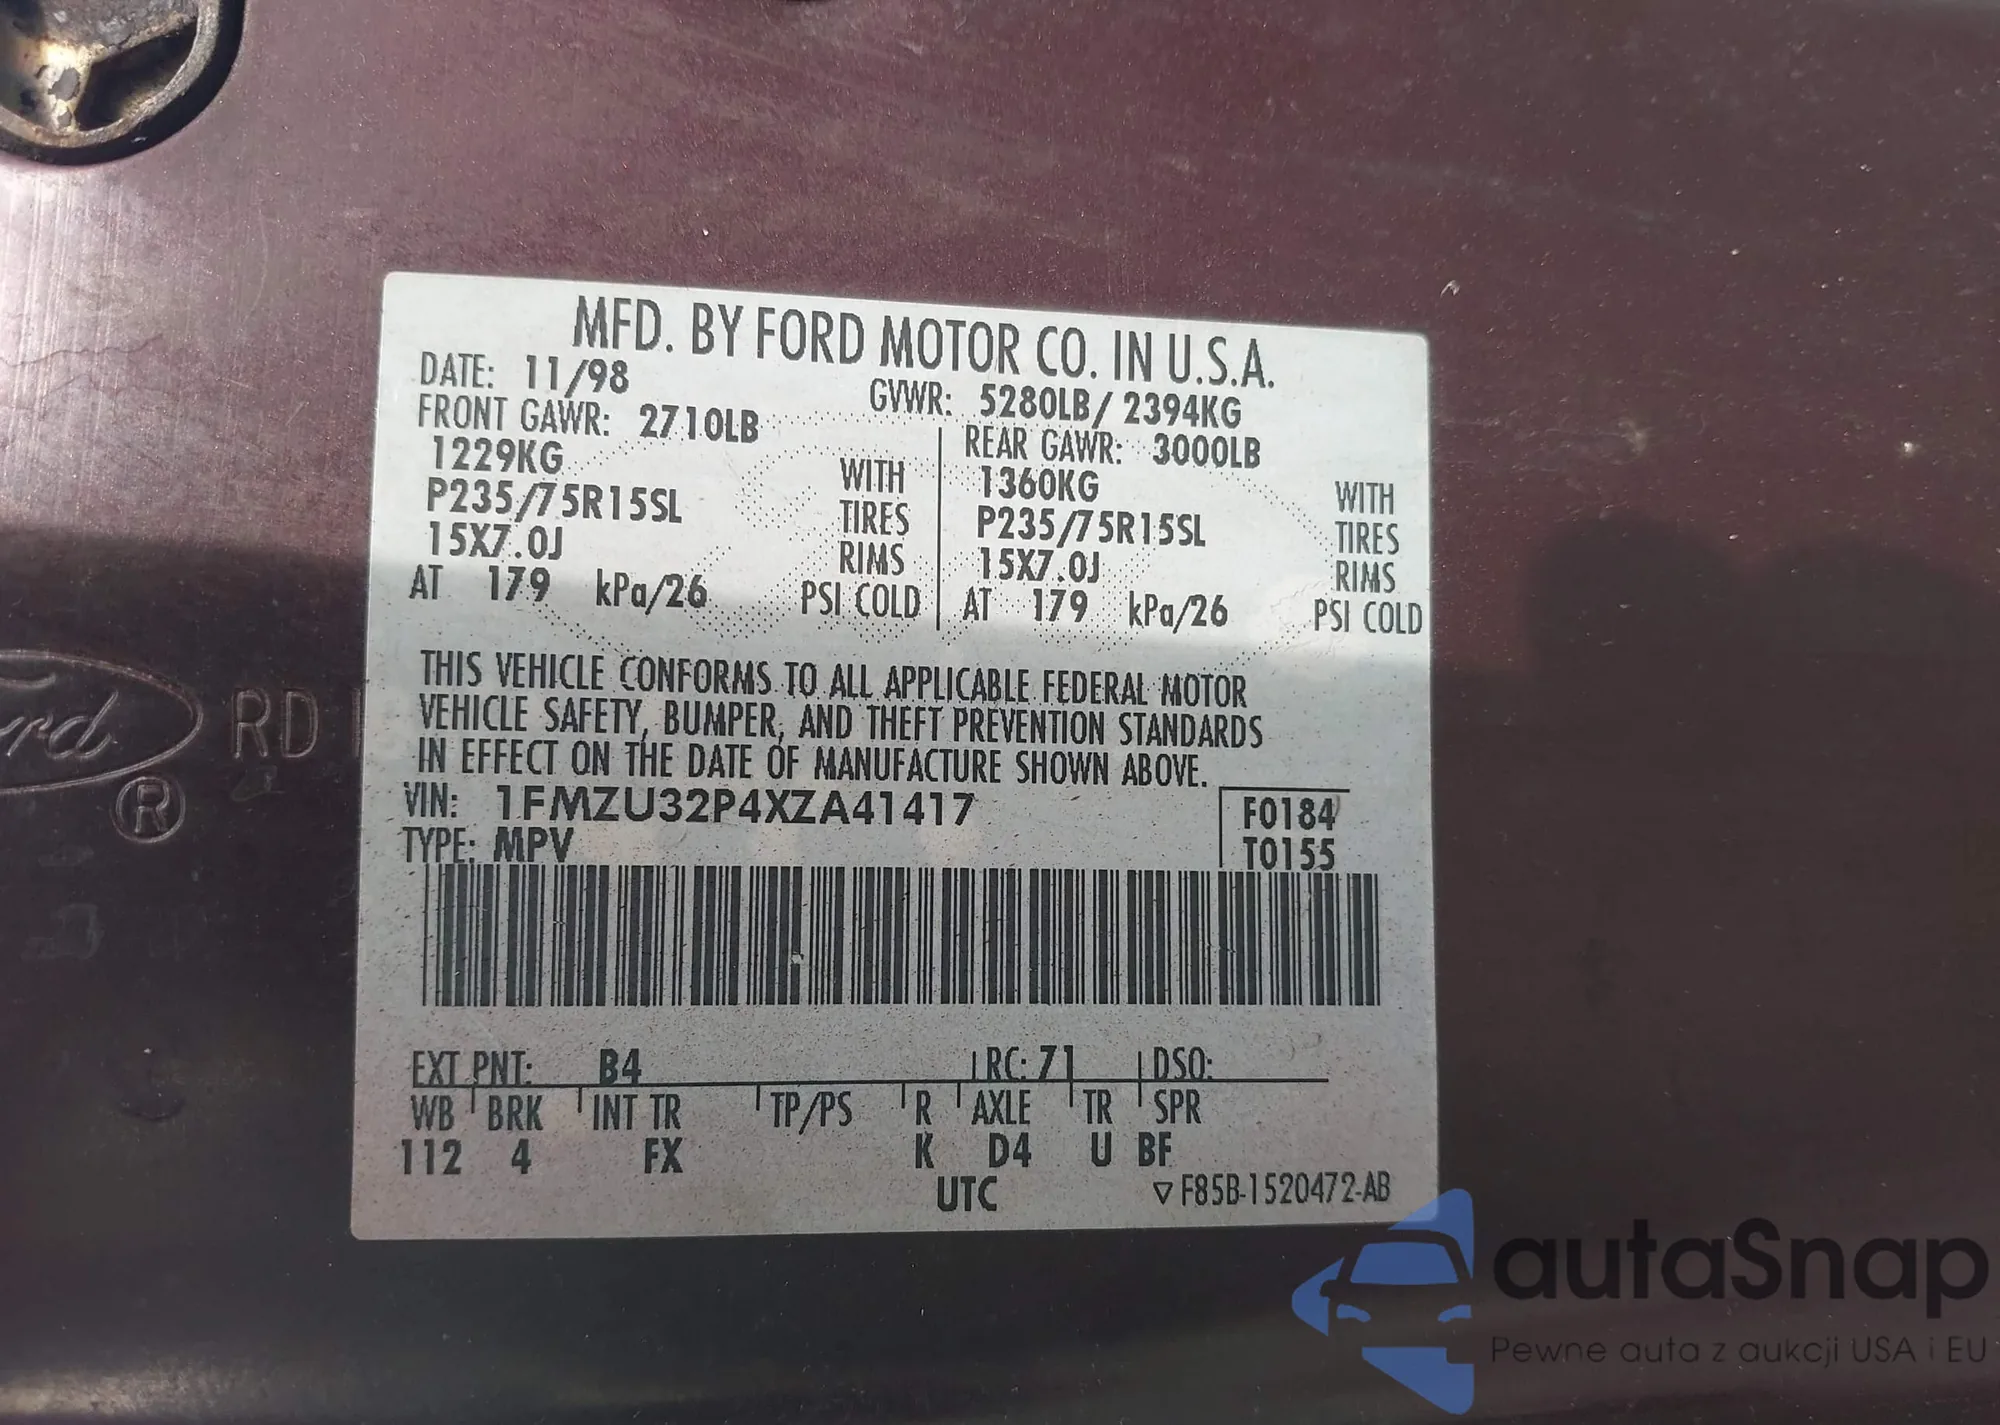 MFD. BY FORD MOTOR CO. IN U.S.A.
DATE: 11/98 GVWR: 5280LB/ 2394KG
FRONT GAWR: 2710LB REAR GAWR: 3000LB
1229KG WITH 1360KG WITH
P235/75R15SL TIRES P235/75R15SL TIRES
15X7.0J RIMS 15X7.0J RIMS
AT 179 kPa/26 PSI COLD AT 179 kPa/26 PSI COLD
THIS VEHICLE CONFORMS TO ALL APPLICABLE FEDERAL MOTOR
VEHICLE SAFETY, BUMPER, AND THEFT PREVENTION STANDARDS
IN EFFECT ON THE DATE OF MANUFACTURE SHOWN ABOVE.
VIN: 1FMZU32P4XZA41417 F0184
TYPE: MPV T0155
EXT PNT: B4 RC: 71 DSO:
WB BRK INT TR TP/PS R AXLE TR SPR
112 4 FX K D4 U BF
UTC ▽ F85B-1520472-AB
Ford RD
®
autaSnap
Pewne auta z aukcji USA i EU